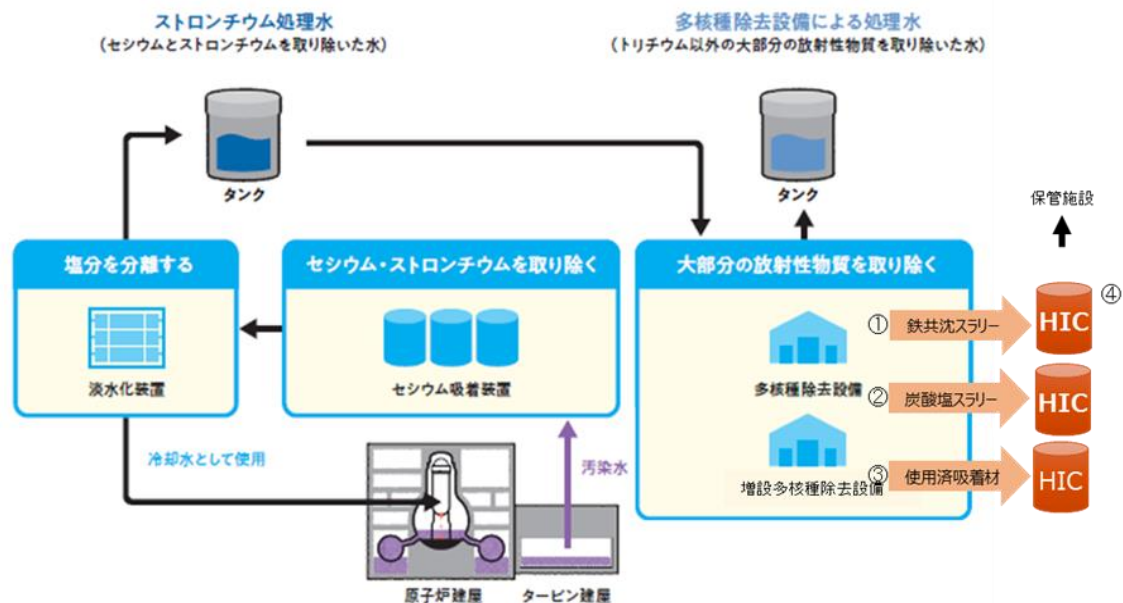 ストロンチウム処理水
（セシウムとストロンチウムを取り除いた水）
多核種除去設備による処理水
（トリチウム以外の大部分の放射性物質を取り除いた水）
タンク
タンク
保管施設
塩分を分離する
セシウム・ストロンチウムを取り除く
大部分の放射性物質を取り除く
淡水化装置
セシウム吸着装置
多核種除去設備
増設多核種除去設備
① 鉄共沈スラリー
HIC
④
② 炭酸塩スラリー
HIC
③ 使用済吸着材
HIC
冷却水として使用
汚染水
原子炉建屋
タービン建屋